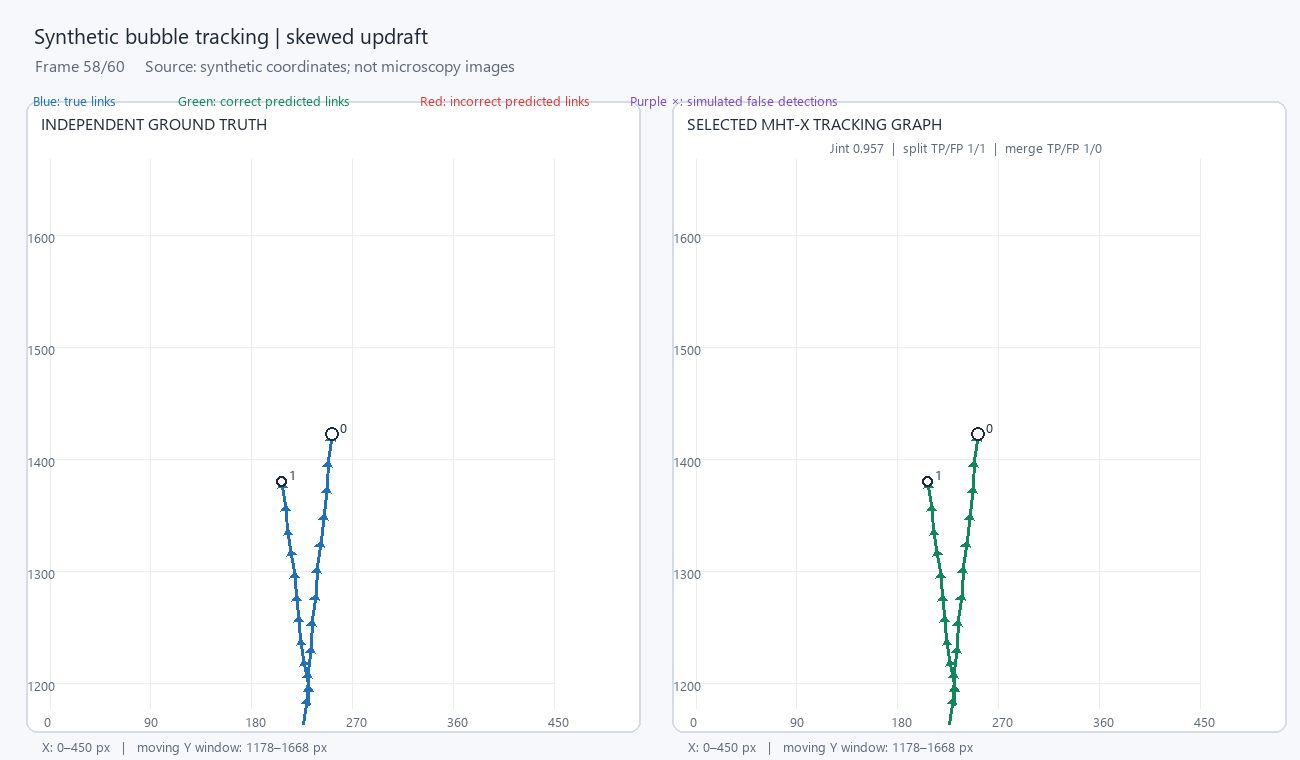 Synthetic bubble tracking | skewed updraft
Frame 58/60 Source: synthetic coordinates; not microscopy images
Blue: true links Green: correct predicted links Red: incorrect predicted links Purple ×: simulated false detections
INDEPENDENT GROUND TRUTH
1600
1500
1400
1300
1200
0
1
0 90 180 270 360 450
X: 0–450 px | moving Y window: 1178–1668 px
SELECTED MHT-X TRACKING GRAPH
Jint 0.957 | split TP/FP 1/1 | merge TP/FP 1/0
1600
1500
1400
1300
1200
0
1
0 90 180 270 360 450
X: 0–450 px | moving Y window: 1178–1668 px